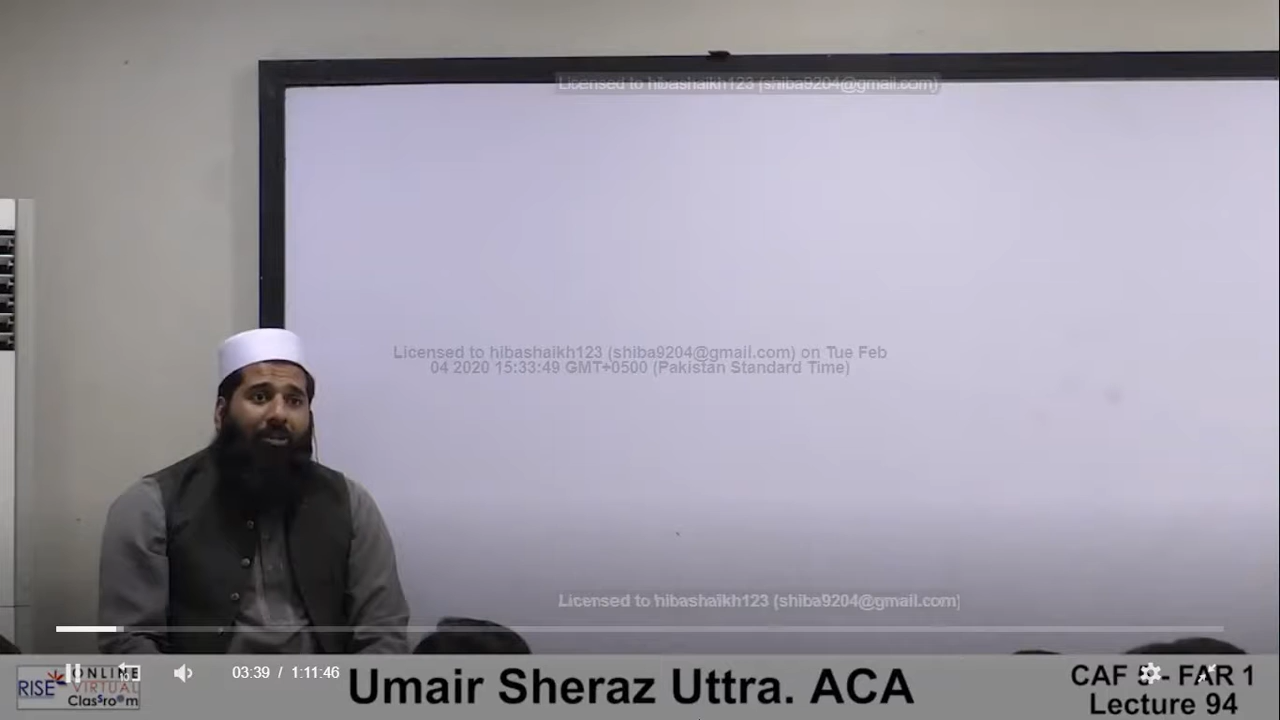 Licensed to hibashaikh123 (shiba9204@gmail.com)
Licensed to hibashaikh123 (shiba9204@gmail.com) on Tue Feb
04 2020 15:33:49 GMT+0500 (Pakistan Standard Time)
Licensed to hibashaikh123 (shiba9204@gmail.com)
03:39 / 1:11:46
RISE
ONLINE
VIRTUAL
Classroom
Umair Sheraz Uttra. ACA
CAF 5 - FAR 1
Lecture 94